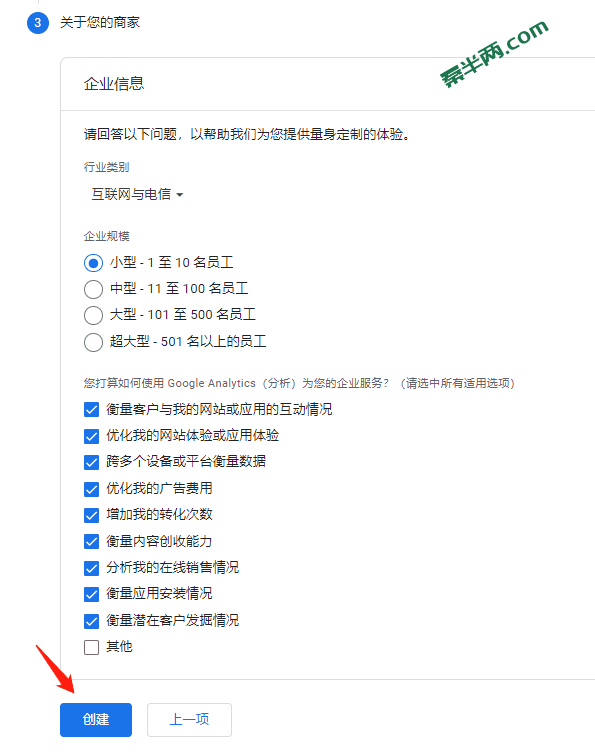 3 关于您的商家
秦半两.com
企业信息
请回答以下问题，以帮助我们为您提供量身定制的体验。
行业类别
互联网与电信
企业规模
小型 - 1 至 10 名员工
中型 - 11 至 100 名员工
大型 - 101 至 500 名员工
超大型 - 501 名以上的员工
您打算如何使用 Google Analytics（分析）为您的企业服务？（请选中所有适用选项）
衡量客户与我的网站或应用的互动情况
优化我的网站体验或应用体验
跨多个设备或平台衡量数据
优化我的广告费用
增加我的转化次数
衡量内容创收能力
分析我的在线销售情况
衡量应用安装情况
衡量潜在客户发掘情况
其他
创建 上一项